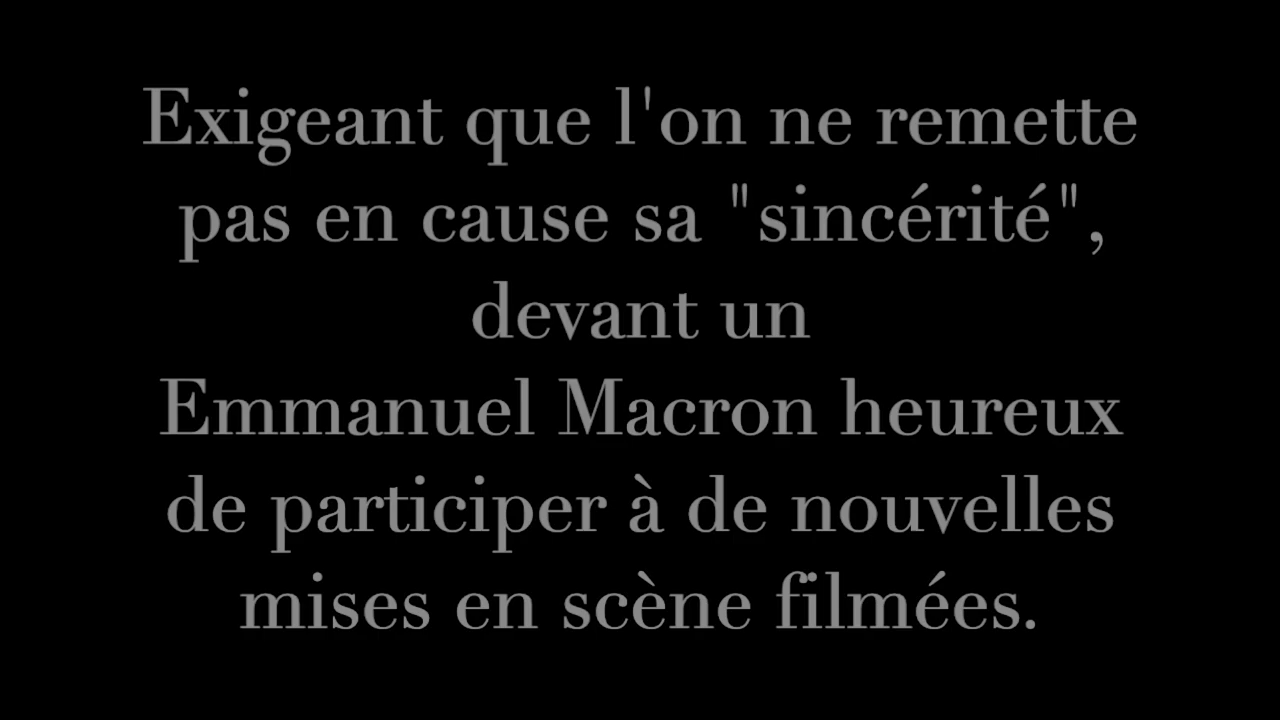 Exigeant que l'on ne remette
pas en cause sa "sincérité",
devant un
Emmanuel Macron heureux
de participer à de nouvelles
mises en scène filmées.